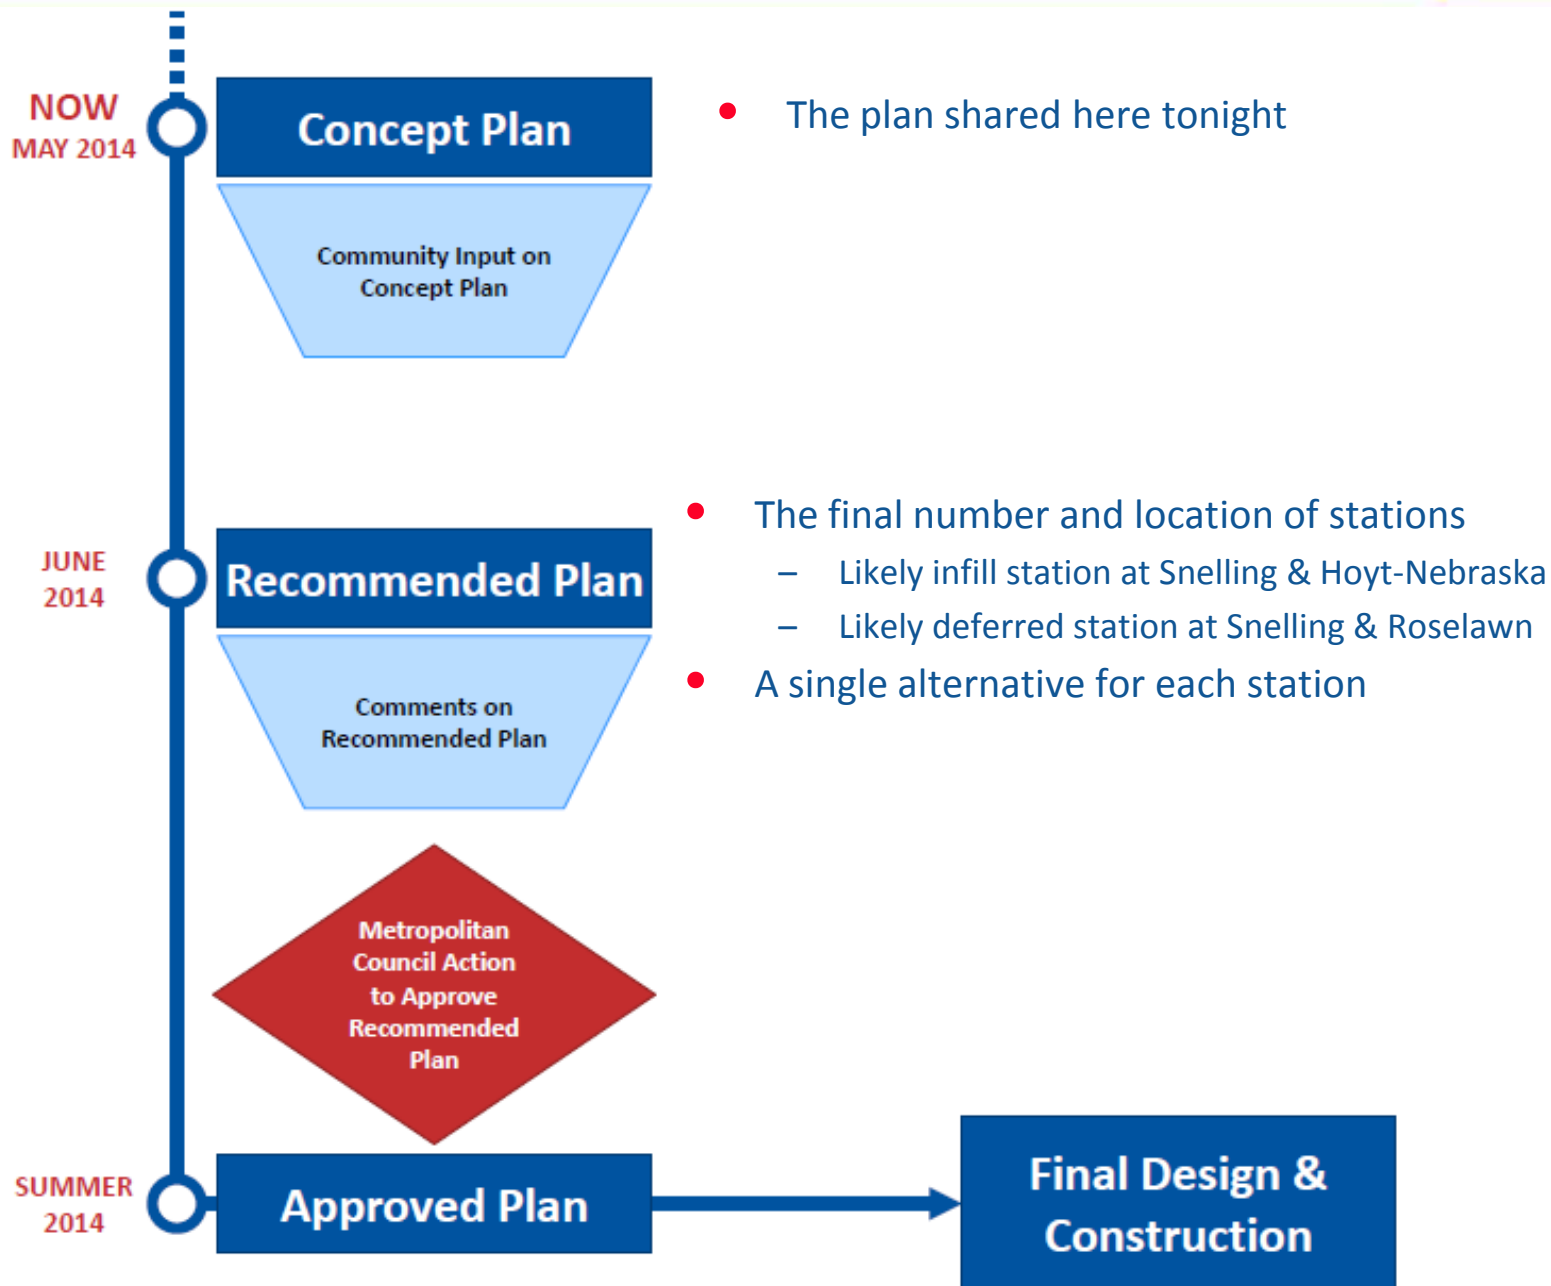 NOW
MAY 2014
Concept Plan
• The plan shared here tonight
Community Input on
Concept Plan
JUNE
2014
Recommended Plan
• The final number and location of stations
– Likely infill station at Snelling & Hoyt-Nebraska
– Likely deferred station at Snelling & Roselawn
• A single alternative for each station
Comments on
Recommended Plan
Metropolitan
Council Action
to Approve
Recommended
Plan
SUMMER
2014
Approved Plan
Final Design &
Construction